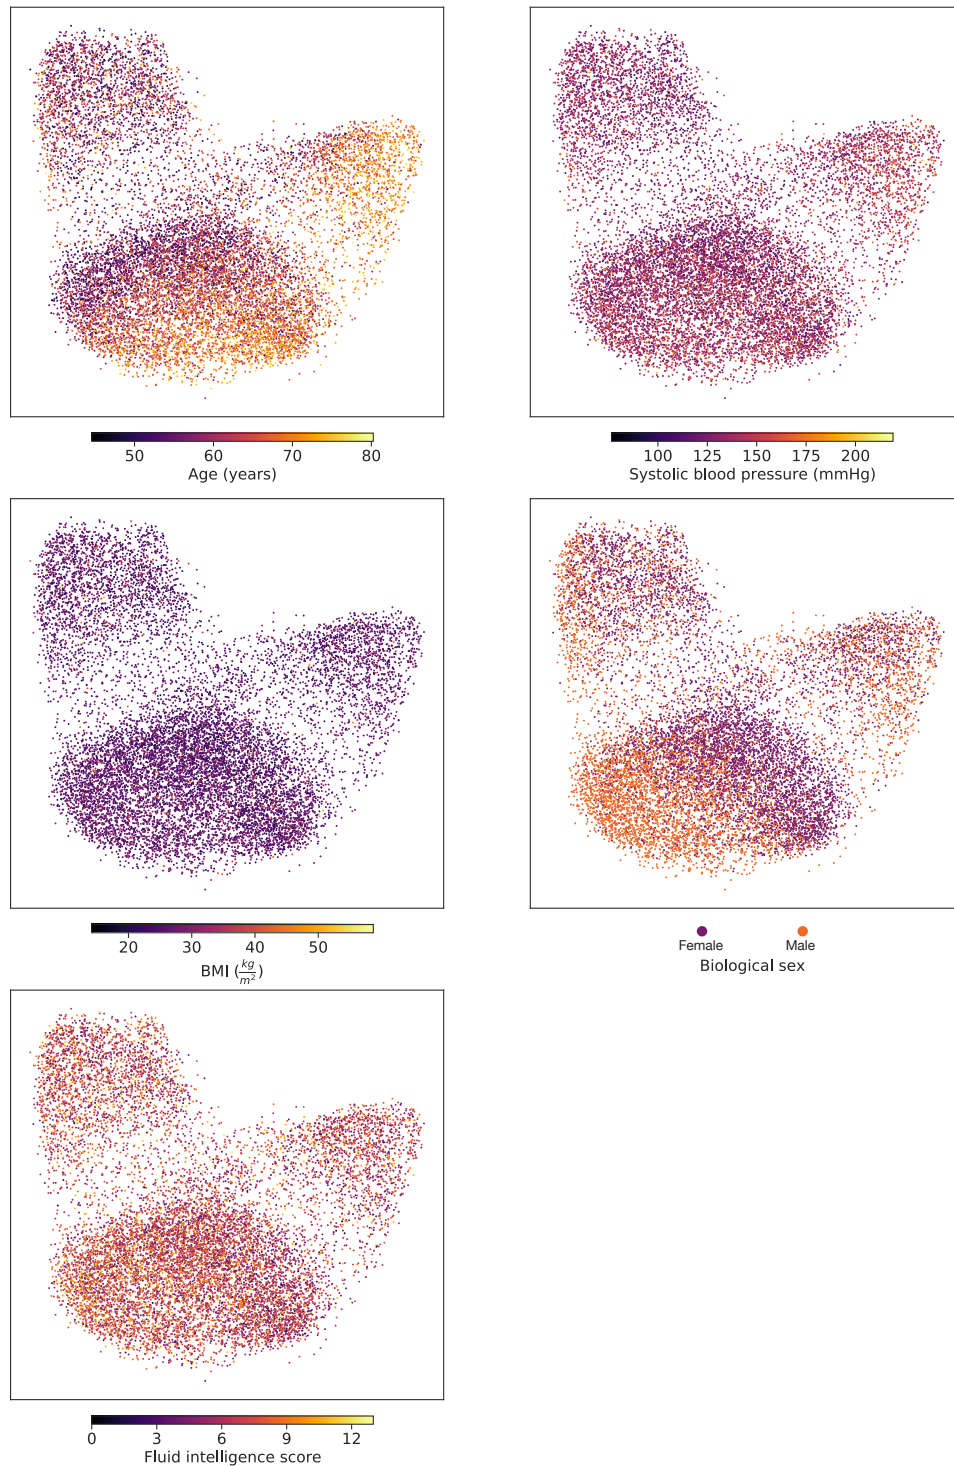 50 60 70 80
Age (years)
100 125 150 175 200
Systolic blood pressure (mmHg)
20 30 40 50
BMI (kg/m²)
Female Male
Biological sex
0 3 6 9 12
Fluid intelligence score